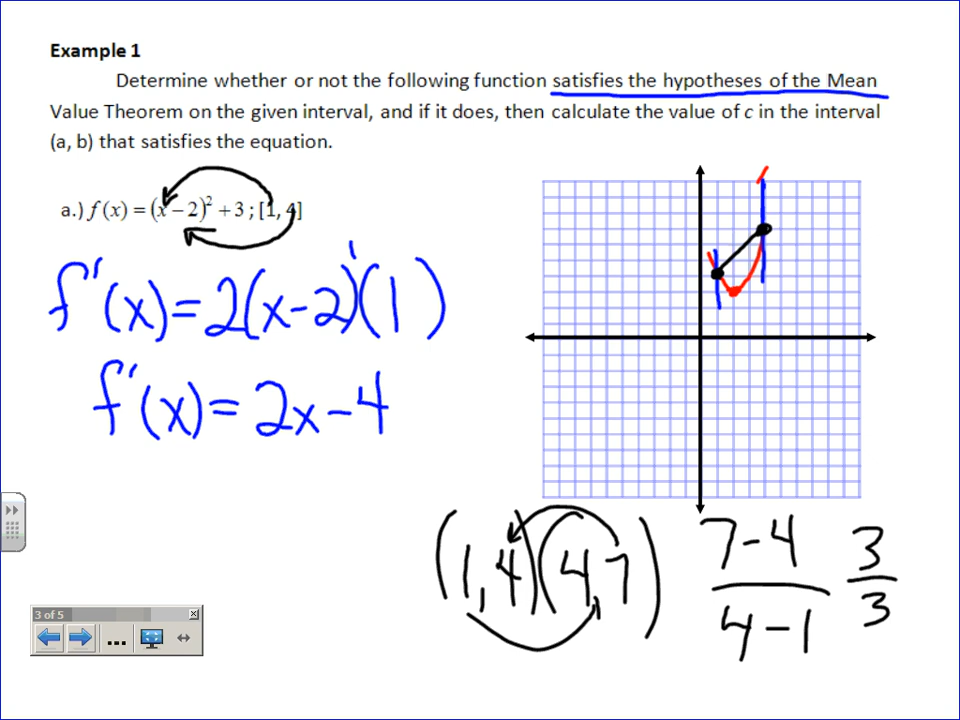 Example 1
Determine whether or not the following function satisfies the hypotheses of the Mean
Value Theorem on the given interval, and if it does, then calculate the value of c in the interval
(a, b) that satisfies the equation.
a.) f(x) = (x − 2)² + 3 ; [1, 4]
f'(x) = 2(x-2)¹(1)
f'(x) = 2x-4
(1,4)(4,7) 7-4/4-1 3/3
3 of 5